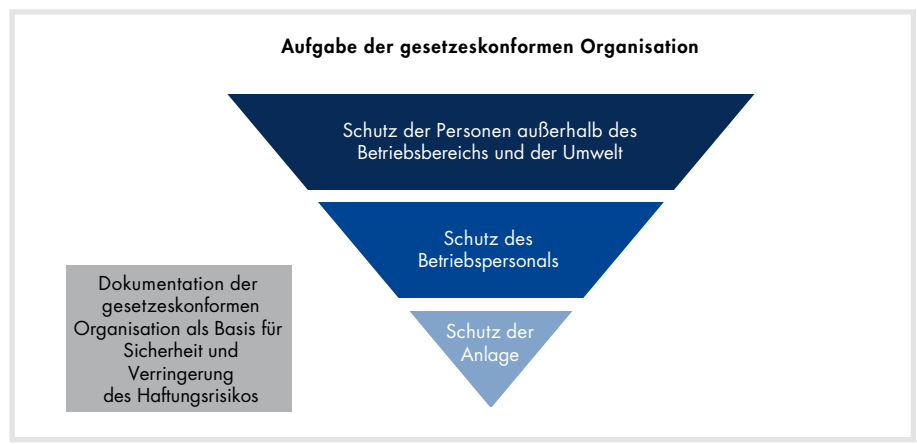 Aufgabe der gesetzeskonformen Organisation
Schutz der Personen außerhalb des
Betriebsbereichs und der Umwelt
Schutz des
Betriebspersonals
Schutz der
Anlage
Dokumentation der
gesetzeskonformen
Organisation als Basis für
Sicherheit und
Verringerung
des Haftungsrisikos